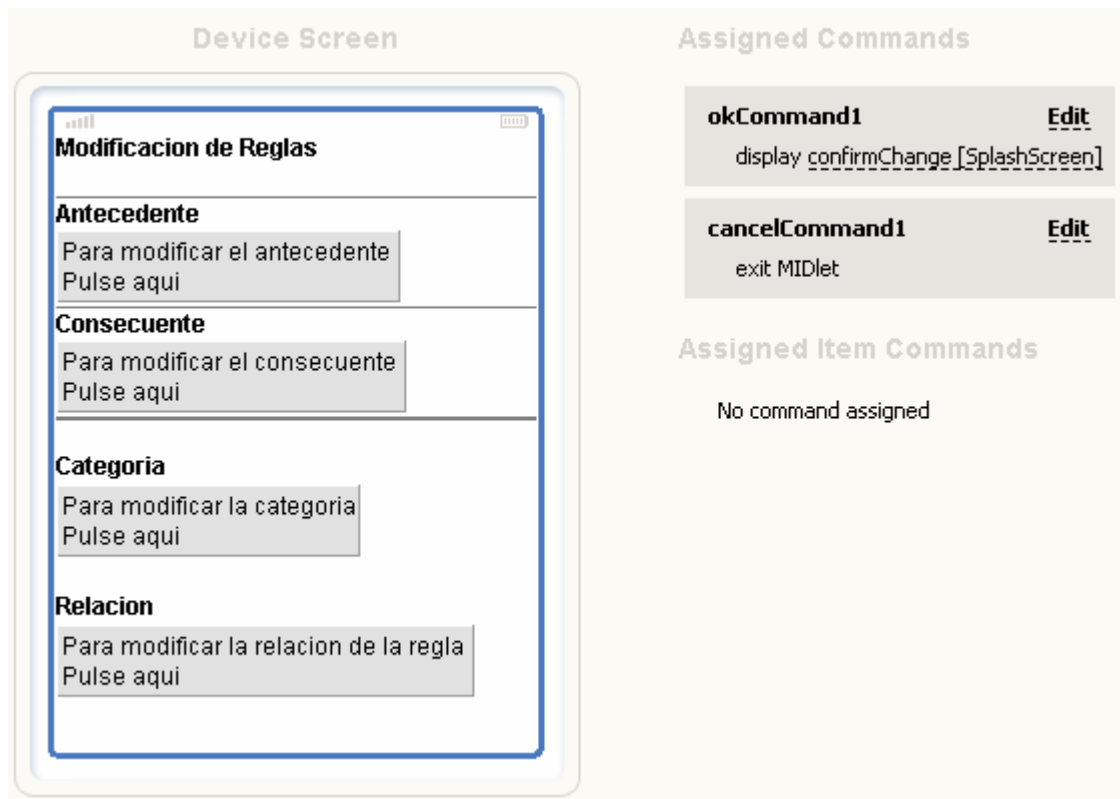 Device Screen
Modificacion de Reglas
Antecedente
Para modificar el antecedente
Pulse aqui
Consecuente
Para modificar el consecuente
Pulse aqui
Categoria
Para modificar la categoria
Pulse aqui
Relacion
Para modificar la relacion de la regla
Pulse aqui
Assigned Commands
okCommand1 Edit
display confirmChange [SplashScreen]
cancelCommand1 Edit
exit MIDlet
Assigned Item Commands
No command assigned